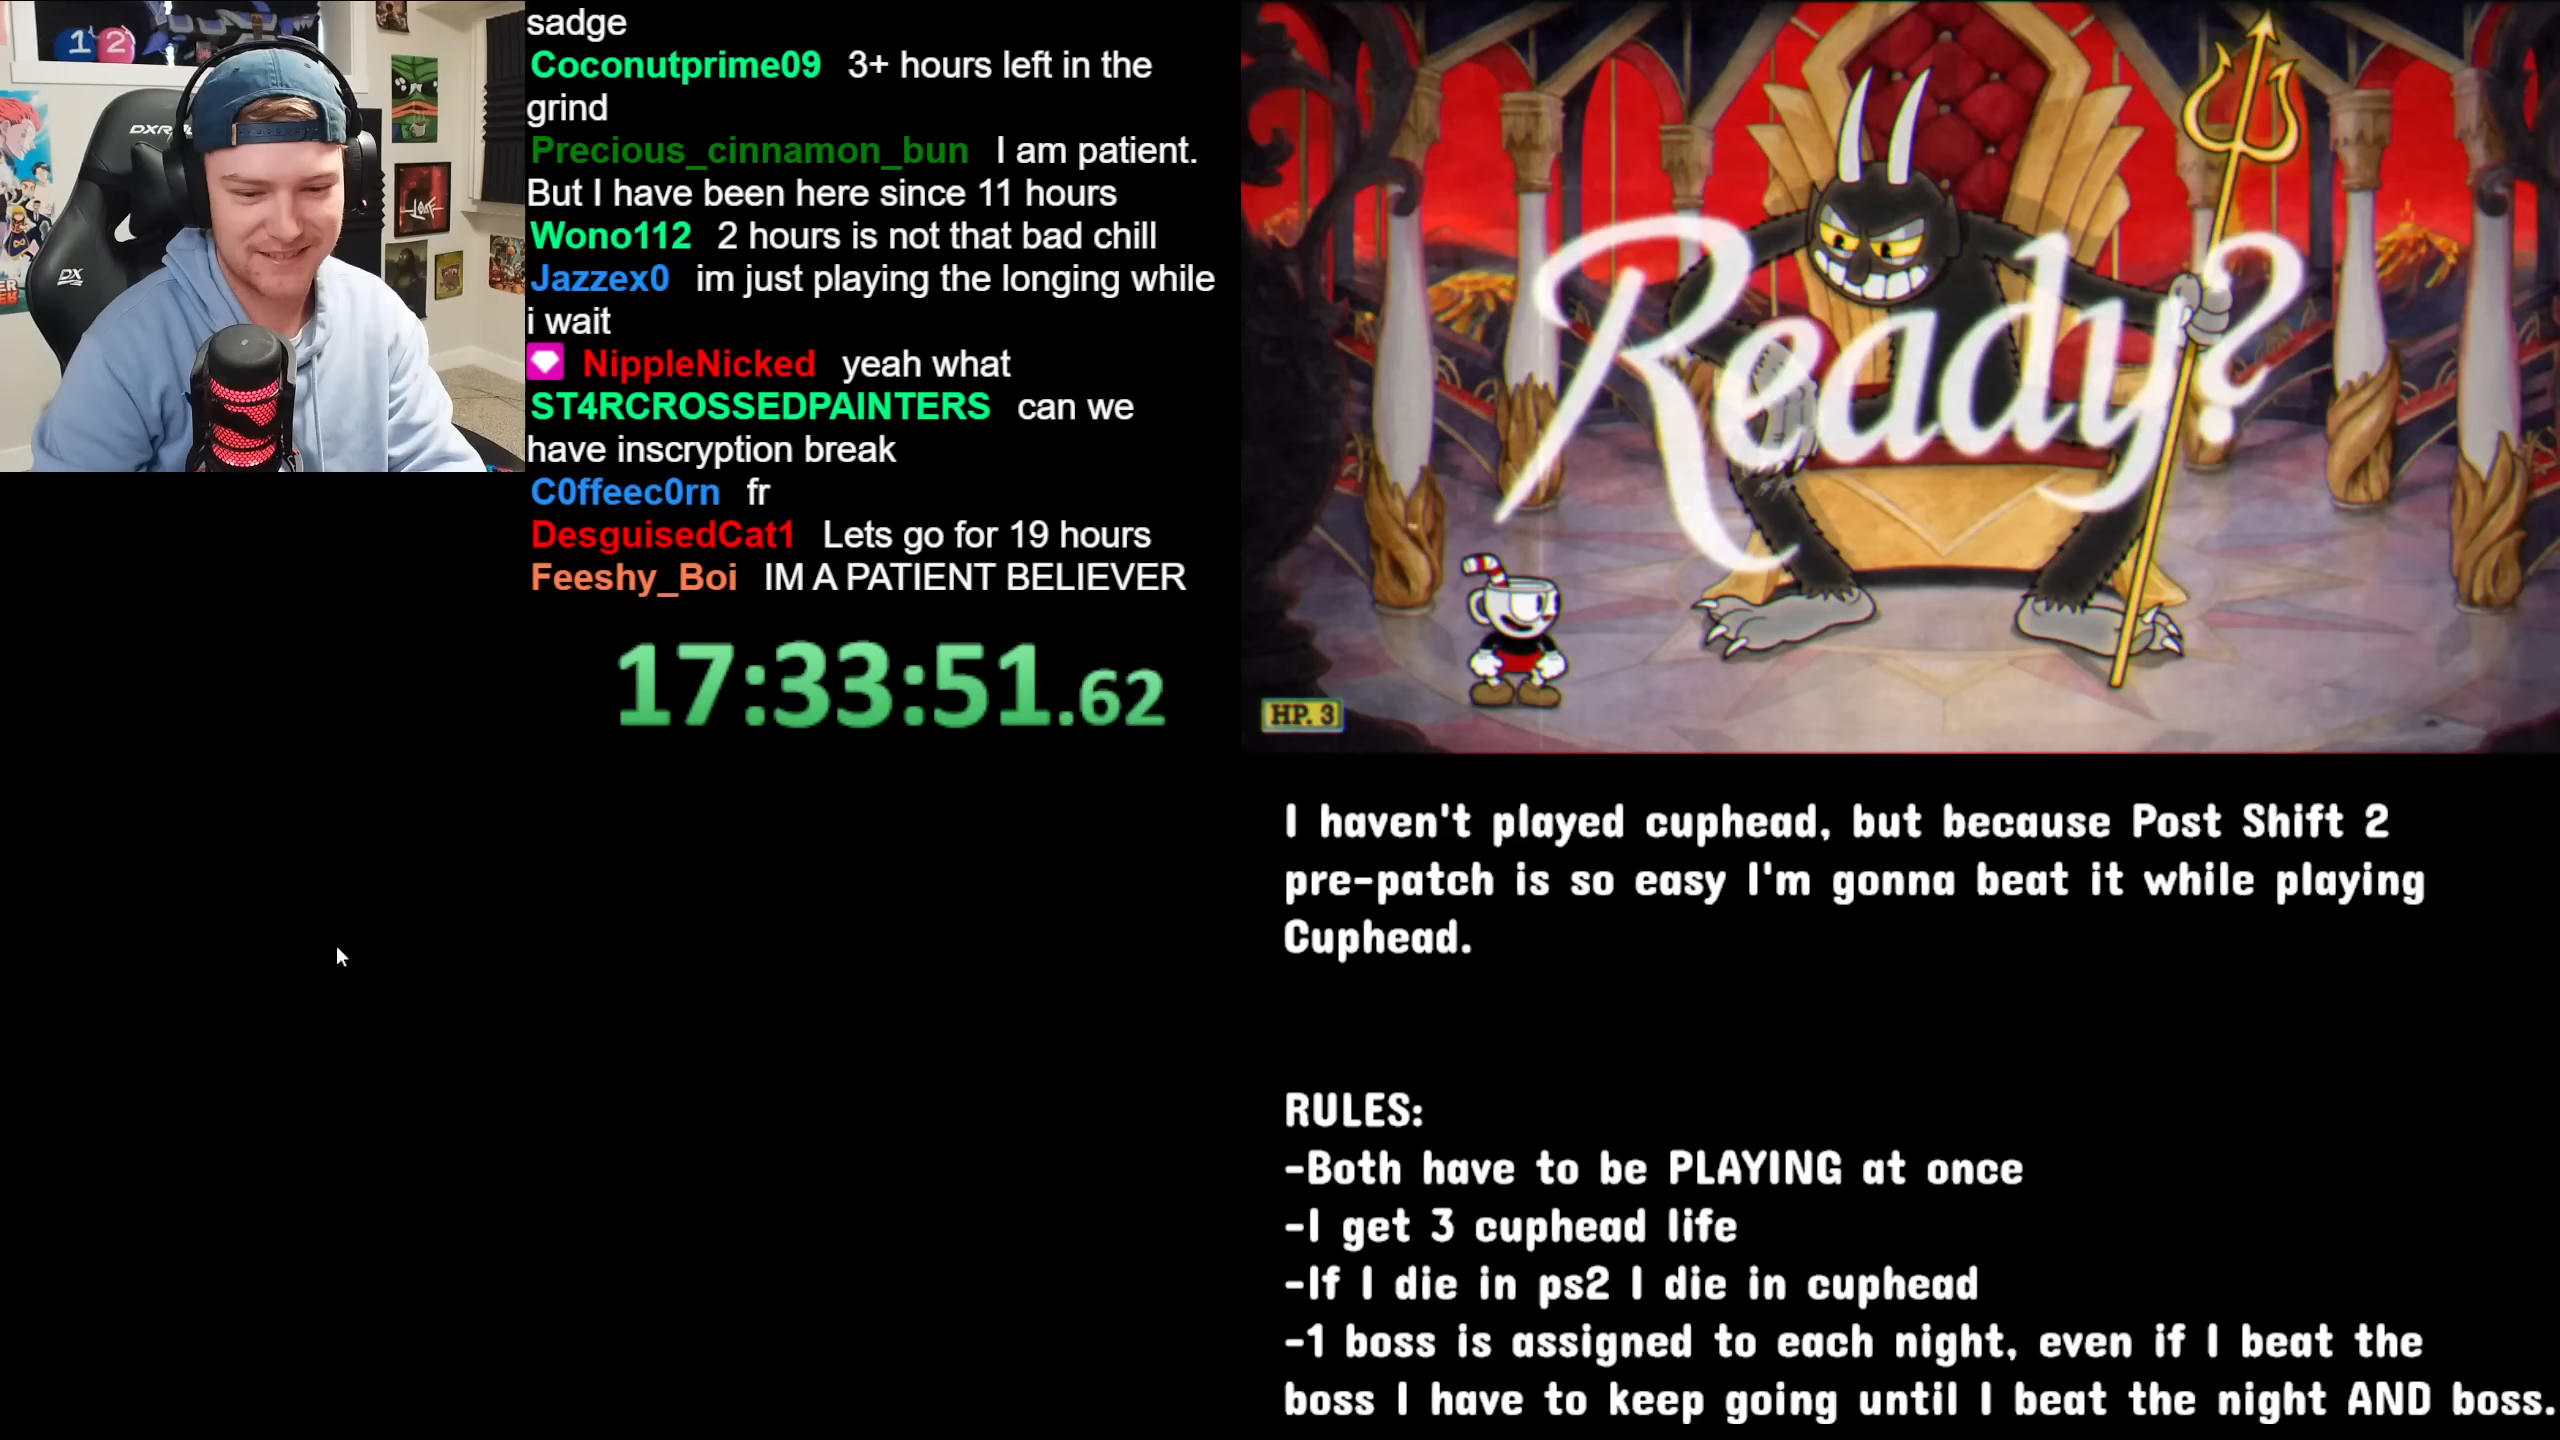 1 2
DX
sadge
Coconutprime09 3+ hours left in the
grind
Precious_cinnamon_bun I am patient.
But I have been here since 11 hours
Wono112 2 hours is not that bad chill
Jazzex0 im just playing the longing while
i wait
NippleNicked yeah what
ST4RCROSSEDPAINTERS can we
have inscryption break
C0ffeec0rn fr
DesguisedCat1 Lets go for 19 hours
Feeshy_Boi IM A PATIENT BELIEVER
17:33:51.62
Ready?
HP. 3
I haven't played cuphead, but because Post Shift 2
pre-patch is so easy I'm gonna beat it while playing
Cuphead.
RULES:
-Both have to be PLAYING at once
-I get 3 cuphead life
-If I die in ps2 I die in cuphead
-1 boss is assigned to each night, even if I beat the
boss I have to keep going until I beat the night AND boss.